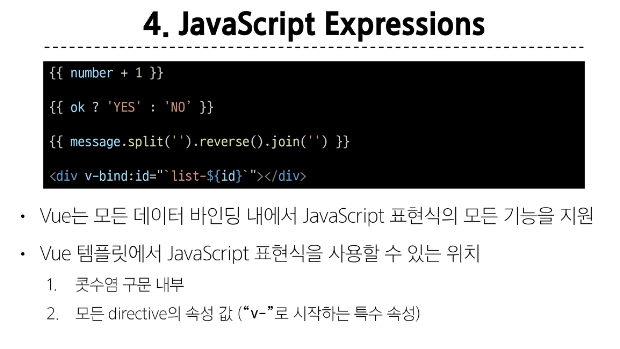 4. JavaScript Expressions
{{ number + 1 }}
{{ ok ? 'YES' : 'NO' }}
{{ message.split('').reverse().join('') }}
<div v-bind:id="`list-${id}`"></div>
• Vue는 모든 데이터 바인딩 내에서 JavaScript 표현식의 모든 기능을 지원
• Vue 템플릿에서 JavaScript 표현식을 사용할 수 있는 위치
1. 콧수염 구문 내부
2. 모든 directive의 속성 값 (“v-”로 시작하는 특수 속성)